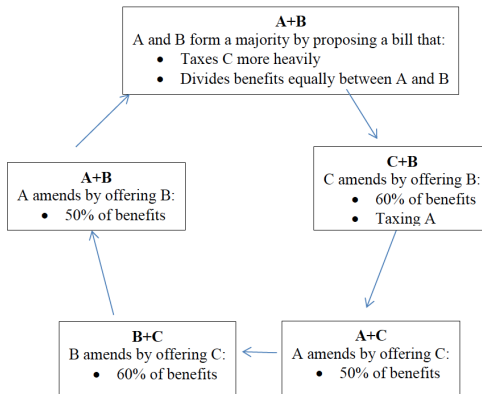 A+B
A and B form a majority by proposing a bill that:
• Taxes C more heavily
• Divides benefits equally between A and B
C+B
C amends by offering B:
• 60% of benefits
• Taxing A
A+C
A amends by offering C:
• 50% of benefits
B+C
B amends by offering C:
• 60% of benefits
A+B
A amends by offering B:
• 50% of benefits